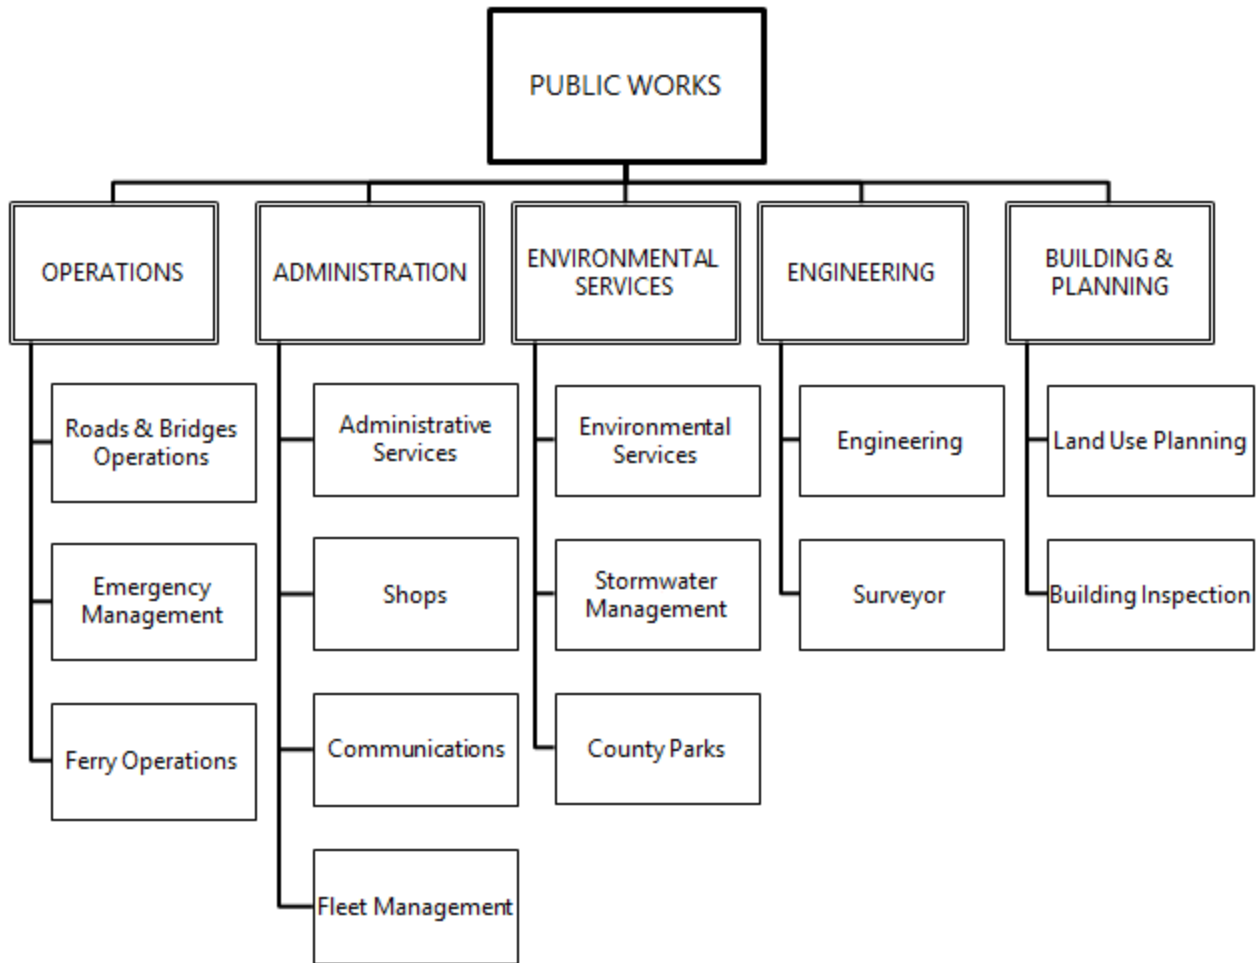 PUBLIC WORKS
OPERATIONS
ADMINISTRATION
ENVIRONMENTAL
SERVICES
ENGINEERING
BUILDING &
PLANNING
Roads & Bridges
Operations
Emergency
Management
Ferry Operations
Administrative
Services
Shops
Communications
Fleet Management
Environmental
Services
Stormwater
Management
County Parks
Engineering
Surveyor
Land Use Planning
Building Inspection